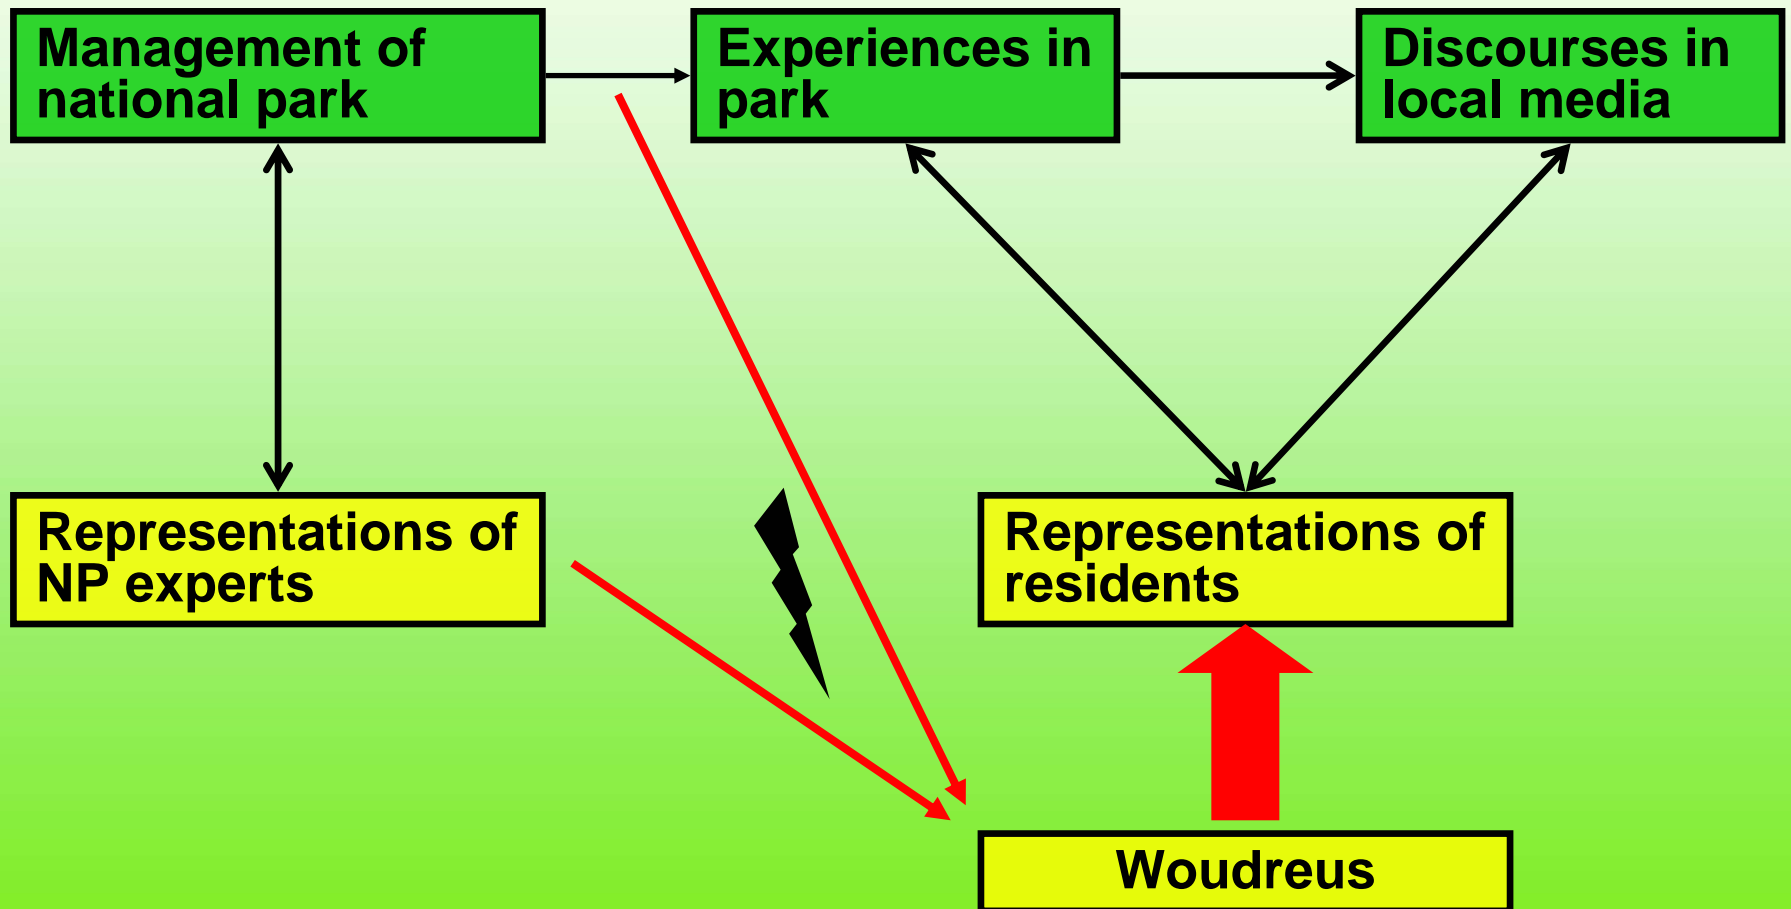 Management of
national park
Experiences in
park
Discourses in
local media
Representations of
NP experts
Representations of
residents
Woudreus